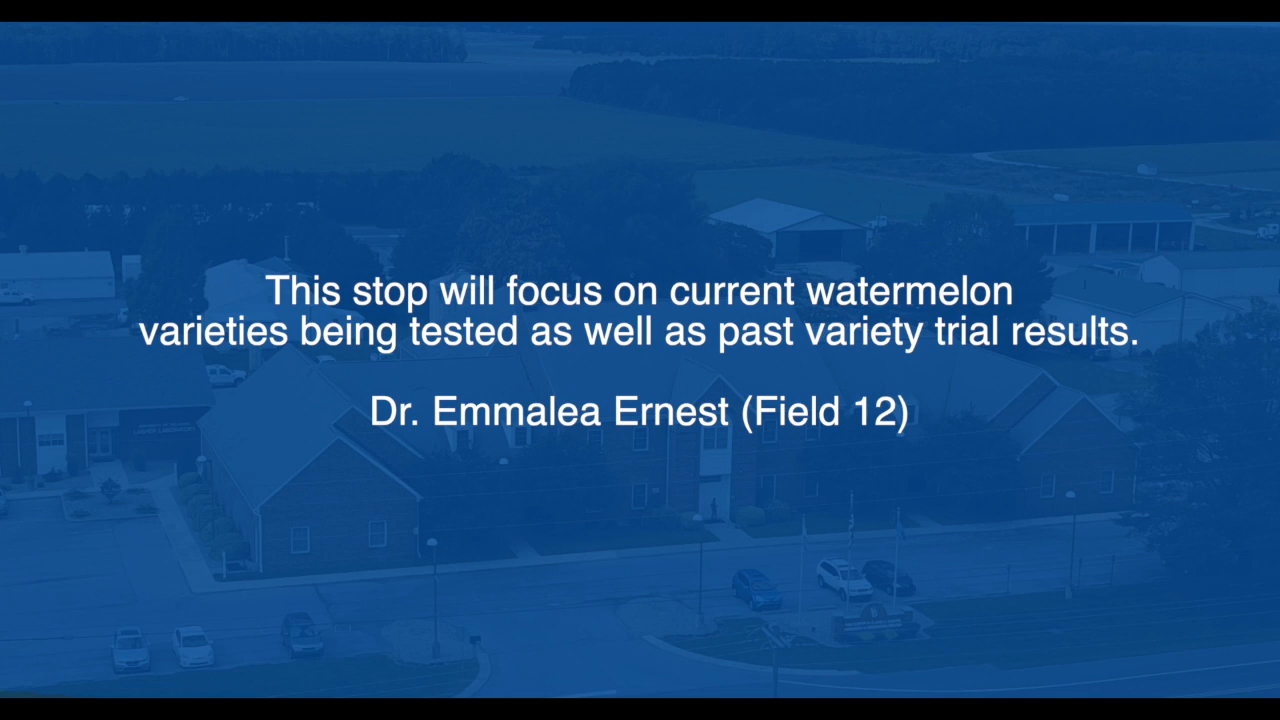 This stop will focus on current watermelon
varieties being tested as well as past variety trial results.
Dr. Emmalea Ernest (Field 12)